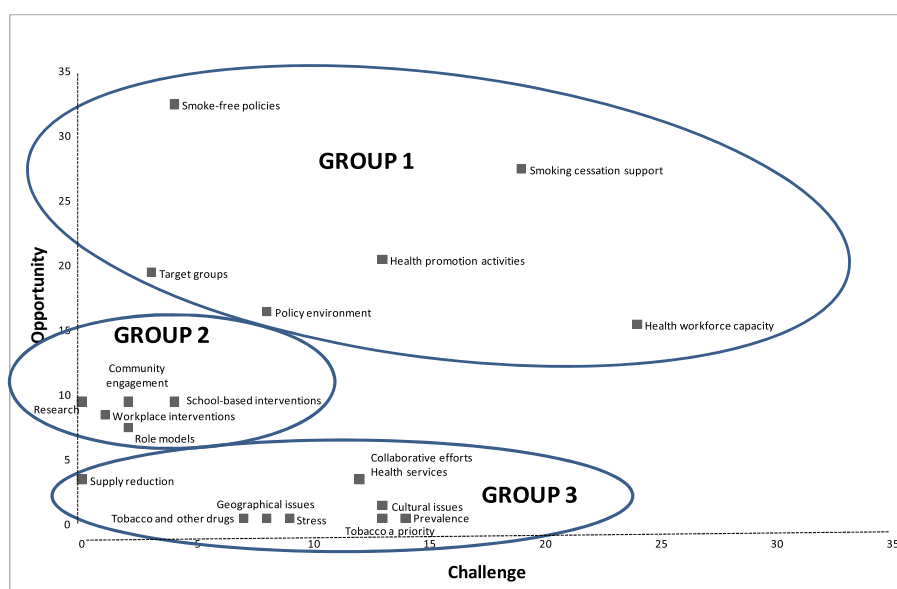 35
Smoke-free policies
30
GROUP 1
Smoking cessation support
25
Opportunity
20
Health promotion activities
Target groups
Policy environment
15
Health workforce capacity
GROUP 2
Community
engagement
10
School-based interventions
Research
Workplace interventions
Role models
5
Collaborative efforts
Health services
Supply reduction
GROUP 3
Geographical issues
Cultural issues
Tobacco and other drugs
Stress
Prevalence
0
Tobacco a priority
0
5
10
15
20
25
30
35
Challenge